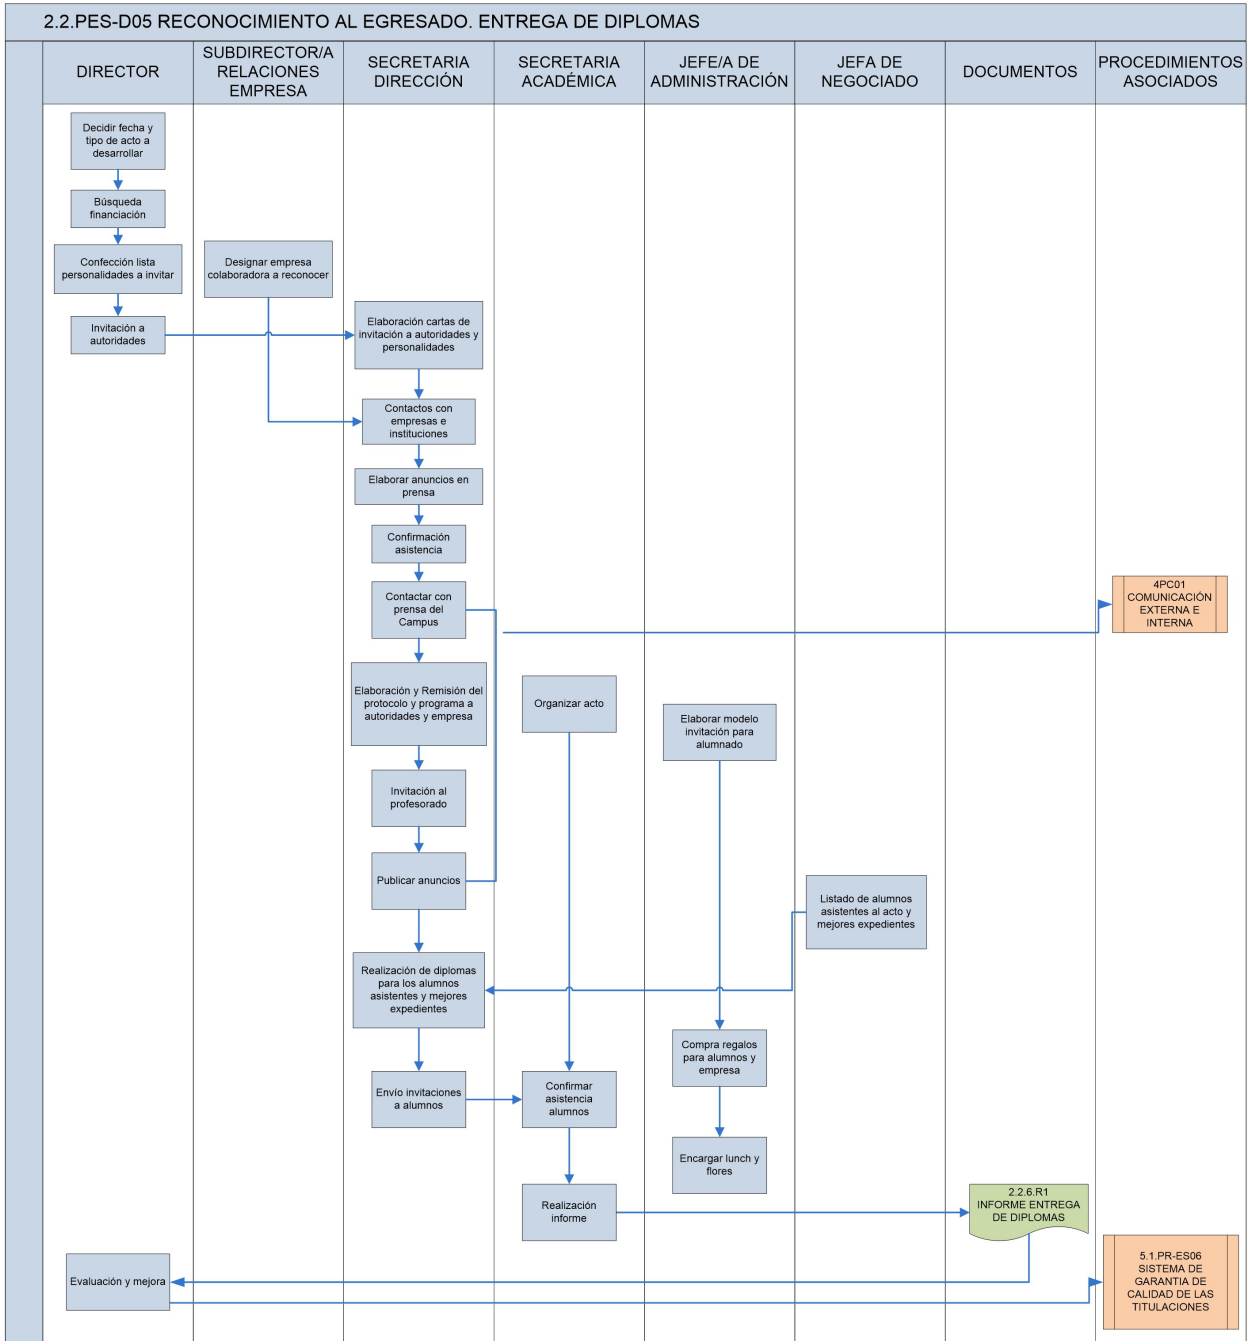 2.2.PES-D05 RECONOCIMIENTO AL EGRESADO. ENTREGA DE DIPLOMAS
DIRECTOR
SUBDIRECTOR/A
RELACIONES
EMPRESA
SECRETARIA
DIRECCIÓN
SECRETARIA
ACADÉMICA
JEFE/A DE
ADMINISTRACIÓN
JEFA DE
NEGOCIADO
DOCUMENTOS
PROCEDIMIENTOS
ASOCIADOS
Decidir fecha y
tipo de acto a
desarrollar
Búsqueda
financiación
Confección lista
personalidades a invitar
Designar empresa
colaboradora a reconocer
Invitación a
autoridades
Elaboración cartas de
invitación a autoridades y
personalidades
Contactos con
empresas e
instituciones
Elaborar anuncios en
prensa
Confirmación
asistencia
Contactar con
prensa del
Campus
4PC01
COMUNICACIÓN
EXTERNA E
INTERNA
Elaboración y Remisión del
protocolo y programa a
autoridades y empresa
Organizar acto
Elaborar modelo
invitación para
alumnado
Invitación al
profesorado
Publicar anuncios
Listado de alumnos
asistentes al acto y
mejores expedientes
Realización de diplomas
para los alumnos
asistentes y mejores
expedientes
Compra regalos
para alumnos y
empresa
Envío invitaciones
a alumnos
Confirmar
asistencia
alumnos
Encargar lunch y
flores
Realización
informe
2.2.6.R1
INFORME ENTREGA
DE DIPLOMAS
Evaluación y mejora
5.1.PR-ES06
SISTEMA DE
GARANTIA DE
CALIDAD DE LAS
TITULACIONES